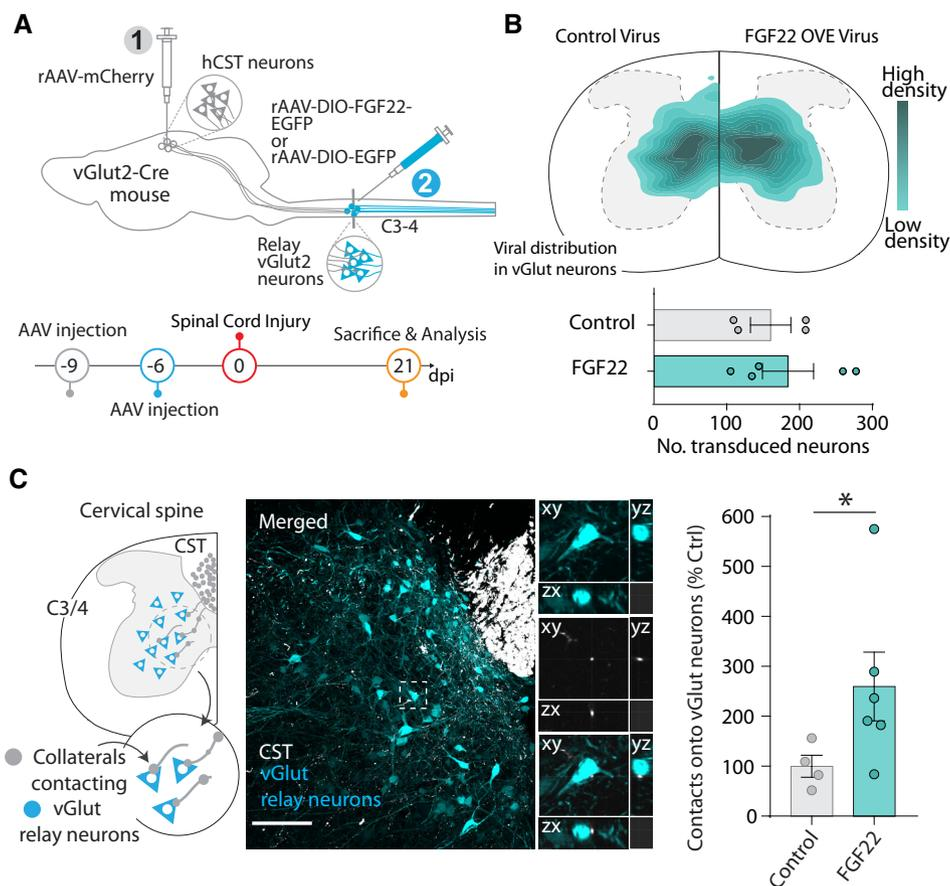 A
1
rAAV-mCherry
hCST neurons
rAAV-DIO-FGF22-
EGFP
or
rAAV-DIO-EGFP
2
vGlut2-Cre
mouse
C3-4
Relay
vGlut2
neurons
AAV injection
Spinal Cord Injury
Sacrifice & Analysis
-9
-6
0
21
dpi
AAV injection
B
Control Virus
FGF22 OVE Virus
High
density
Low
density
Viral distribution
in vGlut neurons
Control
FGF22
0
100
200
300
No. transduced neurons
C
Cervical spine
CST
C3/4
Collaterals
contacting
vGlut
relay neurons
Merged
CST
vGlut
relay neurons
xy
yz
zx
xy
yz
zx
xy
yz
zx
Contacts onto vGlut neurons (% Ctrl)
600
500
400
300
200
100
0
*
Control
FGF22